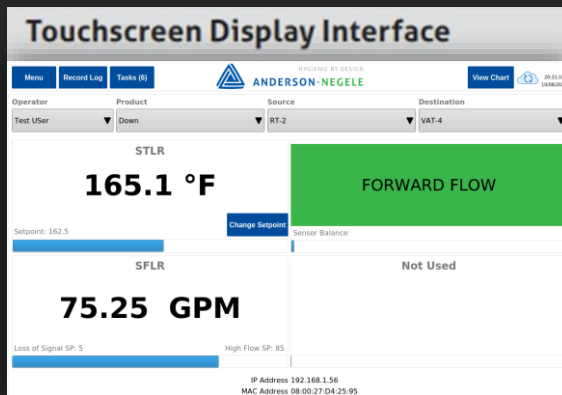 Touchscreen Display Interface
Menu Record Log Tasks (6) HYGIENIC BY DESIGN ANDERSON-NEGELE View Chart
Operator Product Source Destination
Test USer Down RT-2 VAT-4
STLR
165.1 °F
FORWARD FLOW
Change Setpoint
Setpoint: 162.5 Sensor Balance
SFLR Not Used
75.25 GPM
Loss of Signal SP: 5 High Flow SP: 85
IP Address 192.168.1.56
MAC Address 08:00:27:D4:25:95